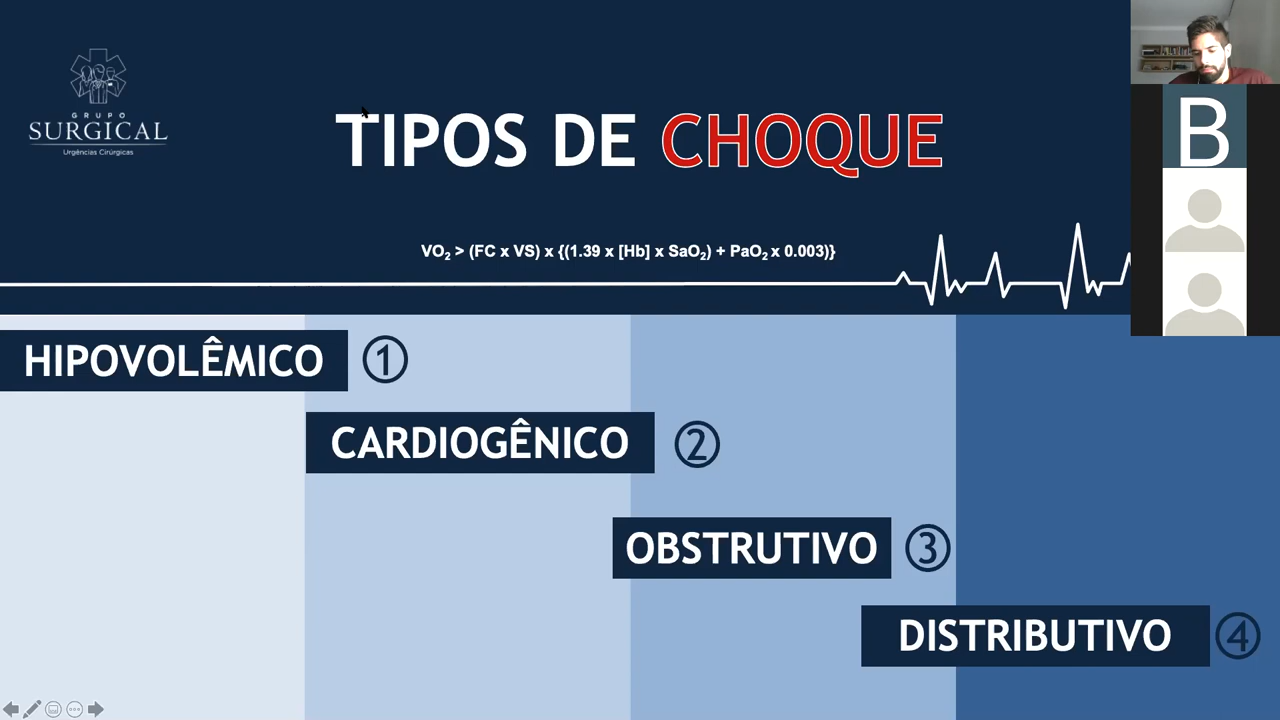 GRUPO
SURGICAL
Urgências Cirúrgicas
TIPOS DE CHOQUE
VO₂ > (FC x VS) x {(1.39 x [Hb] x SaO₂) + PaO₂ x 0.003)}
B
HIPOVOLÊMICO ①
CARDIOGÊNICO ②
OBSTRUTIVO ③
DISTRIBUTIVO ④